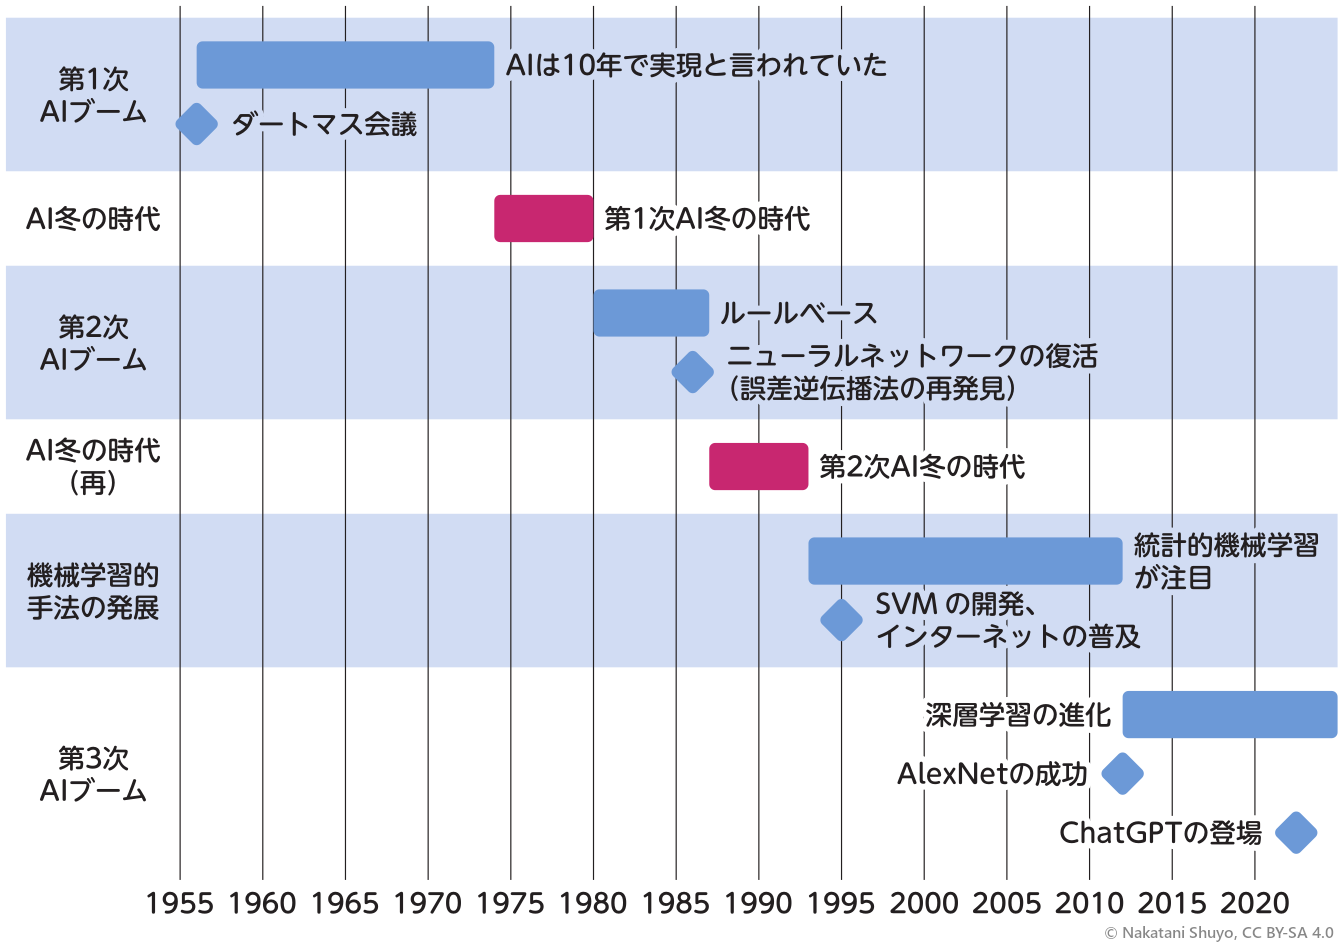 第1次
AIブーム
AIは10年で実現と言われていた
ダートマス会議
AI冬の時代
第1次AI冬の時代
第2次
AIブーム
ルールベース
ニューラルネットワークの復活
（誤差逆伝播法の再発見）
AI冬の時代
（再）
第2次AI冬の時代
機械学習的
手法の発展
統計的機械学習
が注目
SVM の開発、
インターネットの普及
第3次
AIブーム
深層学習の進化
AlexNetの成功
ChatGPTの登場
1955 1960 1965 1970 1975 1980 1985 1990 1995 2000 2005 2010 2015 2020
© Nakatani Shuyo, CC BY-SA 4.0